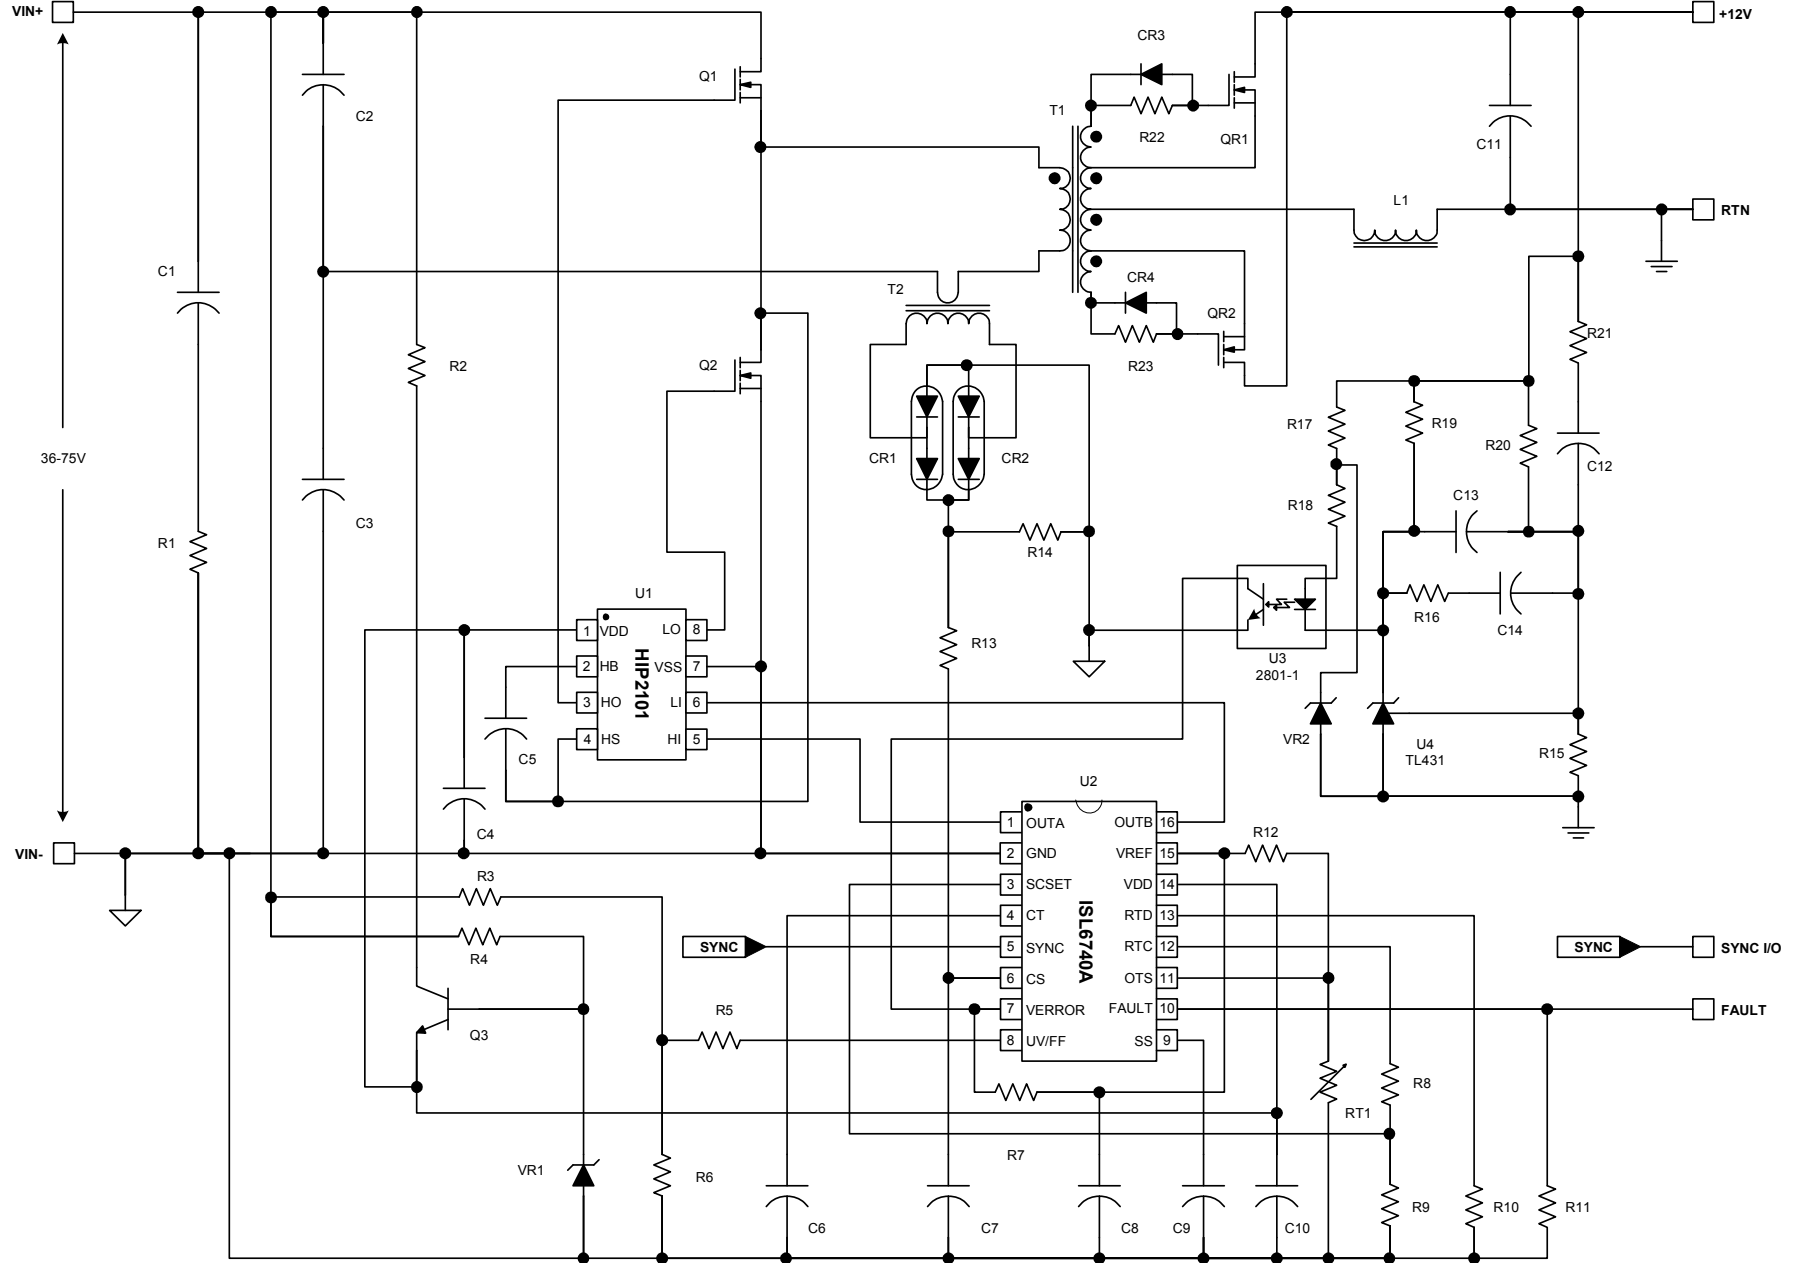 VIN+
+12V
CR3
Q1
C2
T1
R22
QR1
C11
L1
RTN
C1
T2
CR4
QR2
R2
Q2
R23
R21
36-75V
CR1
CR2
R17
R19
R20
C12
C13
R18
C3
R1
R14
U1
R16
C14
1
VDD
LO
8
R13
2
HB
VSS
7
U3
2801-1
HIP2101
3
HO
LI
6
4
HS
HI
5
C5
VR2
U4
TL431
R15
U2
C4
1
OUTA
OUTB
16
R12
VIN-
2
GND
VREF
15
R3
3
SCSET
VDD
14
4
CT
RTD
13
ISL6740A
SYNC
5
SYNC
RTC
12
SYNC
SYNC I/O
R4
6
CS
OTS
11
R5
7
VERROR
FAULT
10
FAULT
Q3
8
UV/FF
SS
9
R8
RT1
R7
VR1
R6
R9
R10
R11
C6
C7
C8
C9
C10